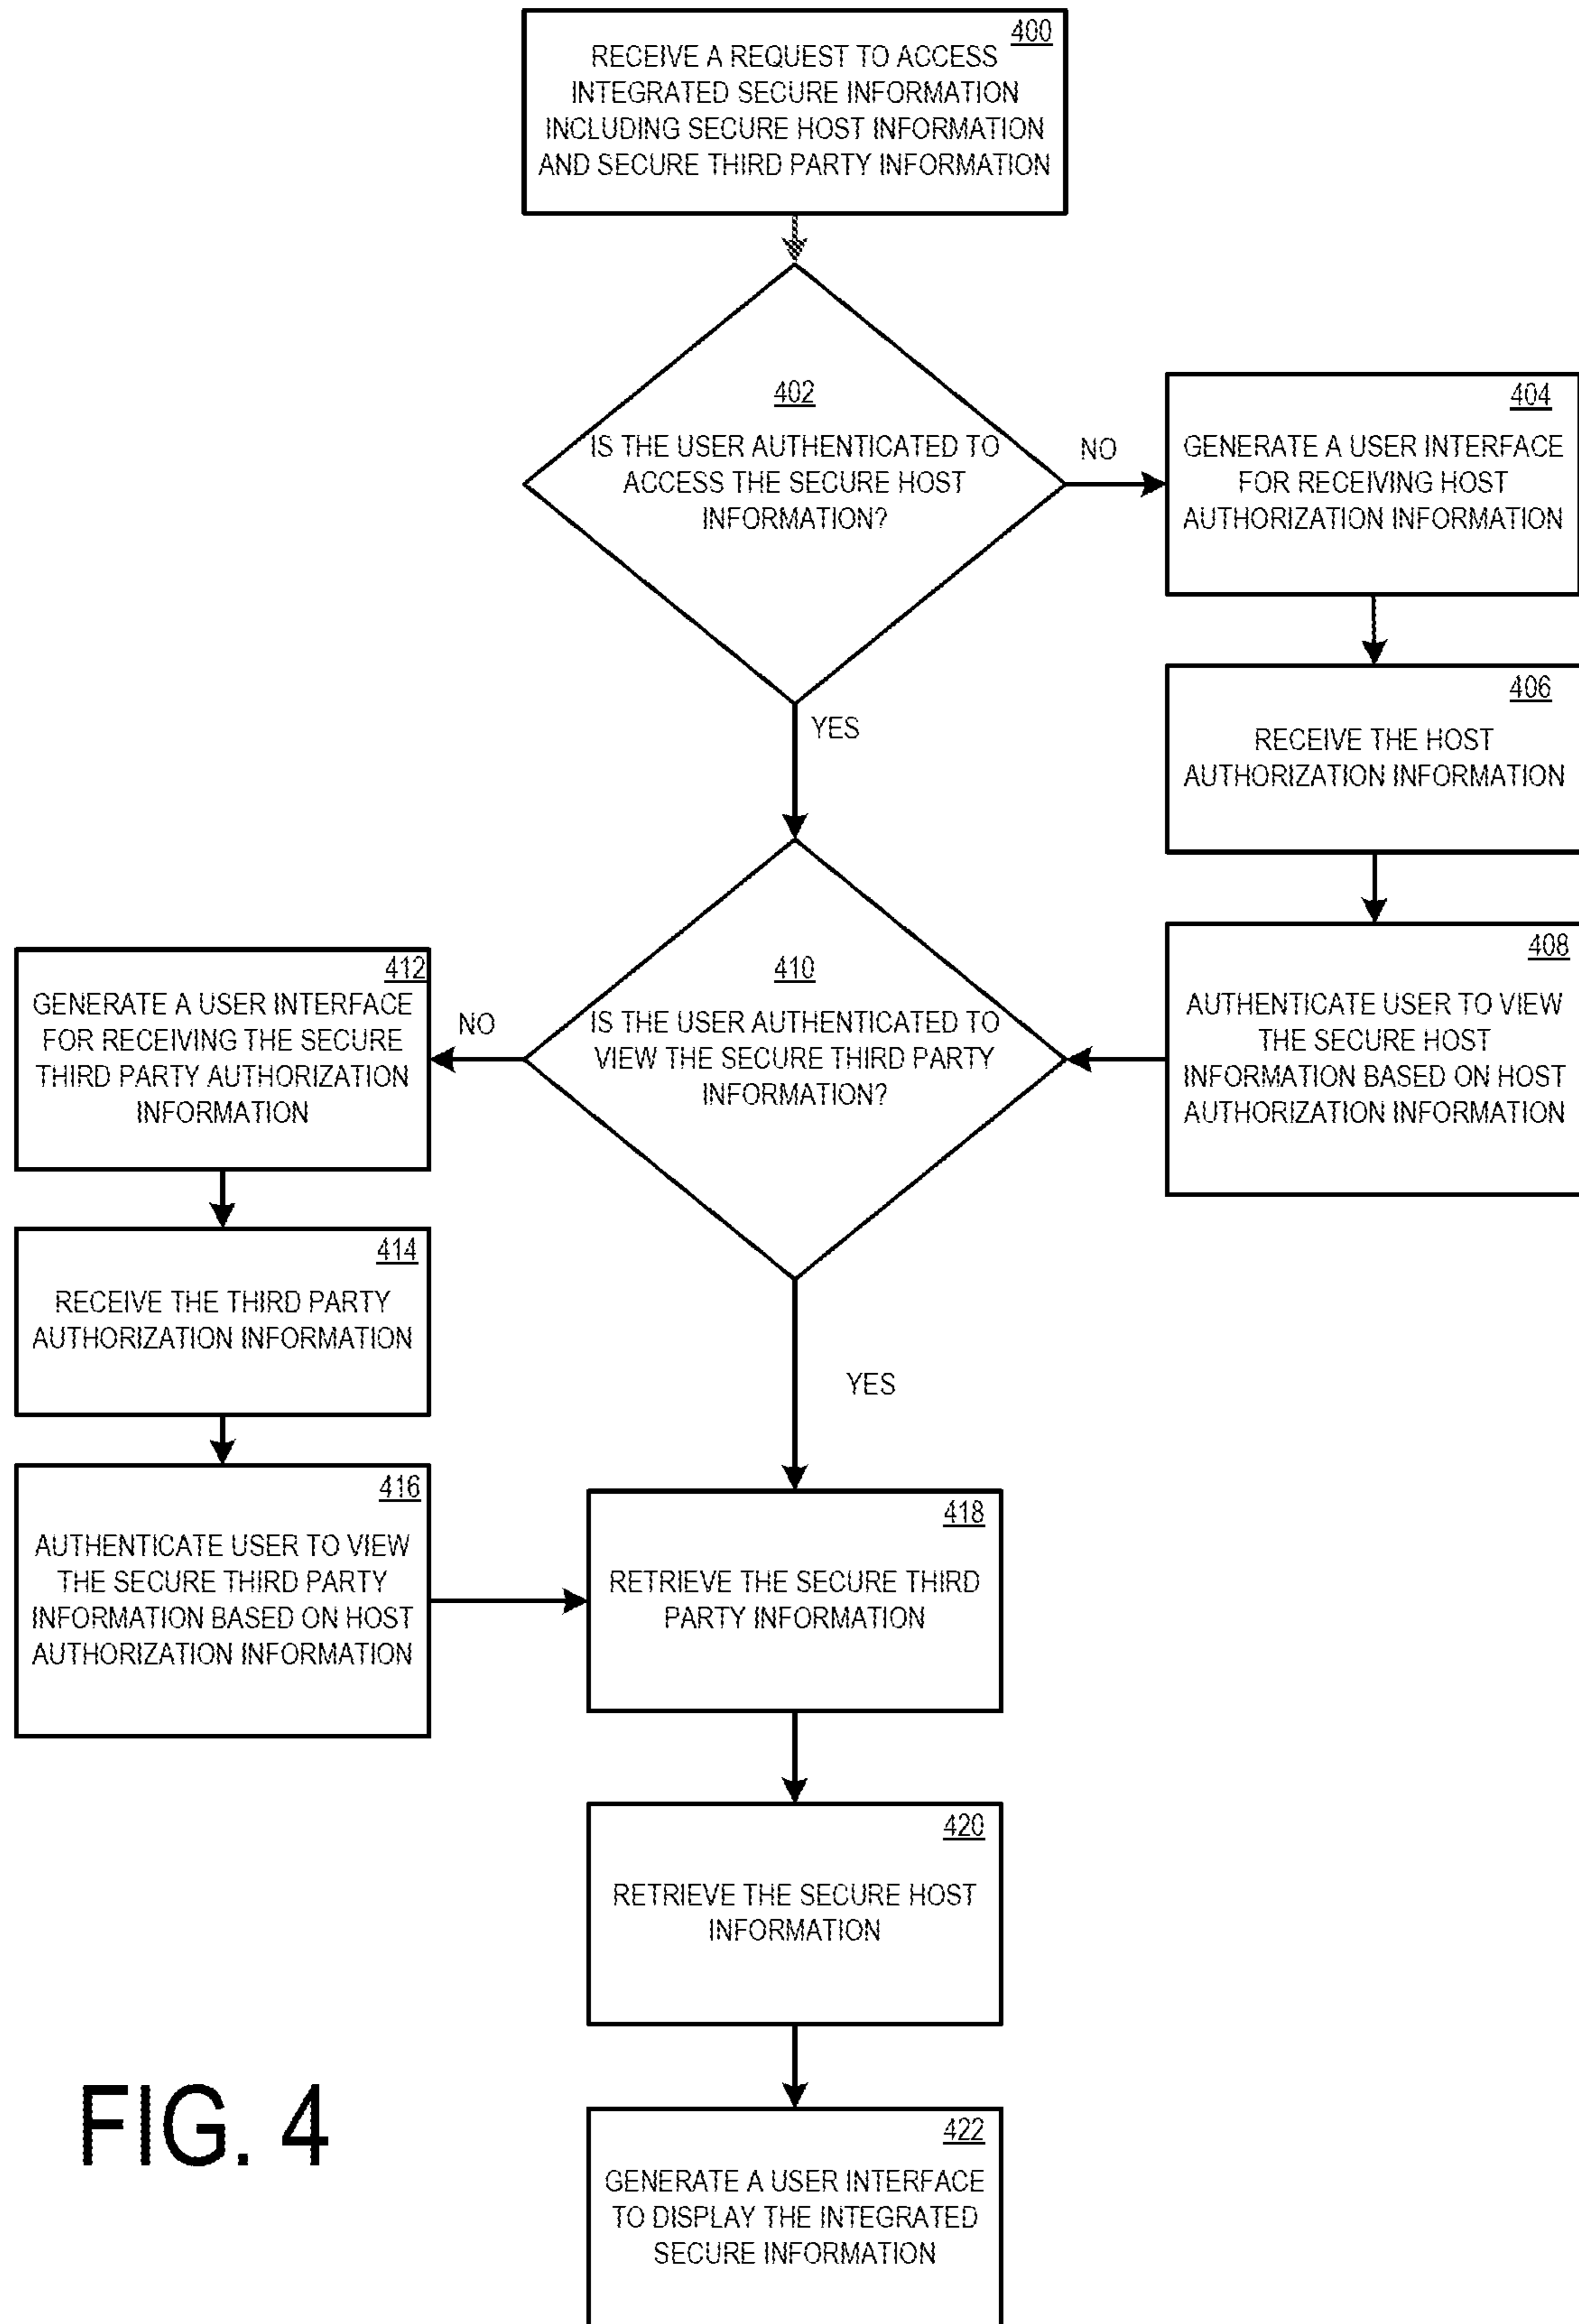 400
RECEIVE A REQUEST TO ACCESS
INTEGRATED SECURE INFORMATION
INCLUDING SECURE HOST INFORMATION
AND SECURE THIRD PARTY INFORMATION
402
IS THE USER AUTHENTICATED TO
ACCESS THE SECURE HOST
INFORMATION?
NO
404
GENERATE A USER INTERFACE
FOR RECEIVING HOST
AUTHORIZATION INFORMATION
406
RECEIVE THE HOST
AUTHORIZATION INFORMATION
YES
408
AUTHENTICATE USER TO VIEW
THE SECURE HOST
INFORMATION BASED ON HOST
AUTHORIZATION INFORMATION
410
IS THE USER AUTHENTICATED TO
VIEW THE SECURE THIRD PARTY
INFORMATION?
NO
412
GENERATE A USER INTERFACE
FOR RECEIVING THE SECURE
THIRD PARTY AUTHORIZATION
INFORMATION
414
RECEIVE THE THIRD PARTY
AUTHORIZATION INFORMATION
YES
416
AUTHENTICATE USER TO VIEW
THE SECURE THIRD PARTY
INFORMATION BASED ON HOST
AUTHORIZATION INFORMATION
418
RETRIEVE THE SECURE THIRD
PARTY INFORMATION
420
RETRIEVE THE SECURE HOST
INFORMATION
422
GENERATE A USER INTERFACE
TO DISPLAY THE INTEGRATED
SECURE INFORMATION
FIG. 4